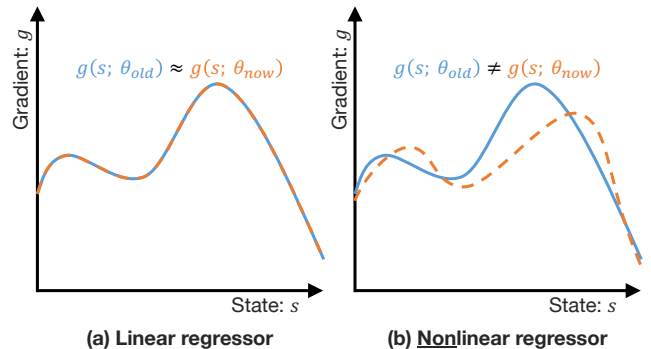 Gradient: g
g(s; θ_old) ≈ g(s; θ_now)
State: s
(a) Linear regressor
Gradient: g
g(s; θ_old) ≠ g(s; θ_now)
State: s
(b) Nonlinear regressor